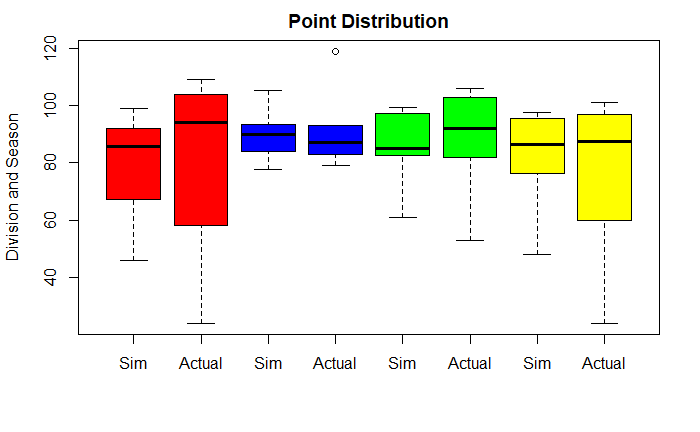 Point Distribution
Division and Season
120
100
80
60
40
Sim Actual Sim Actual Sim Actual Sim Actual